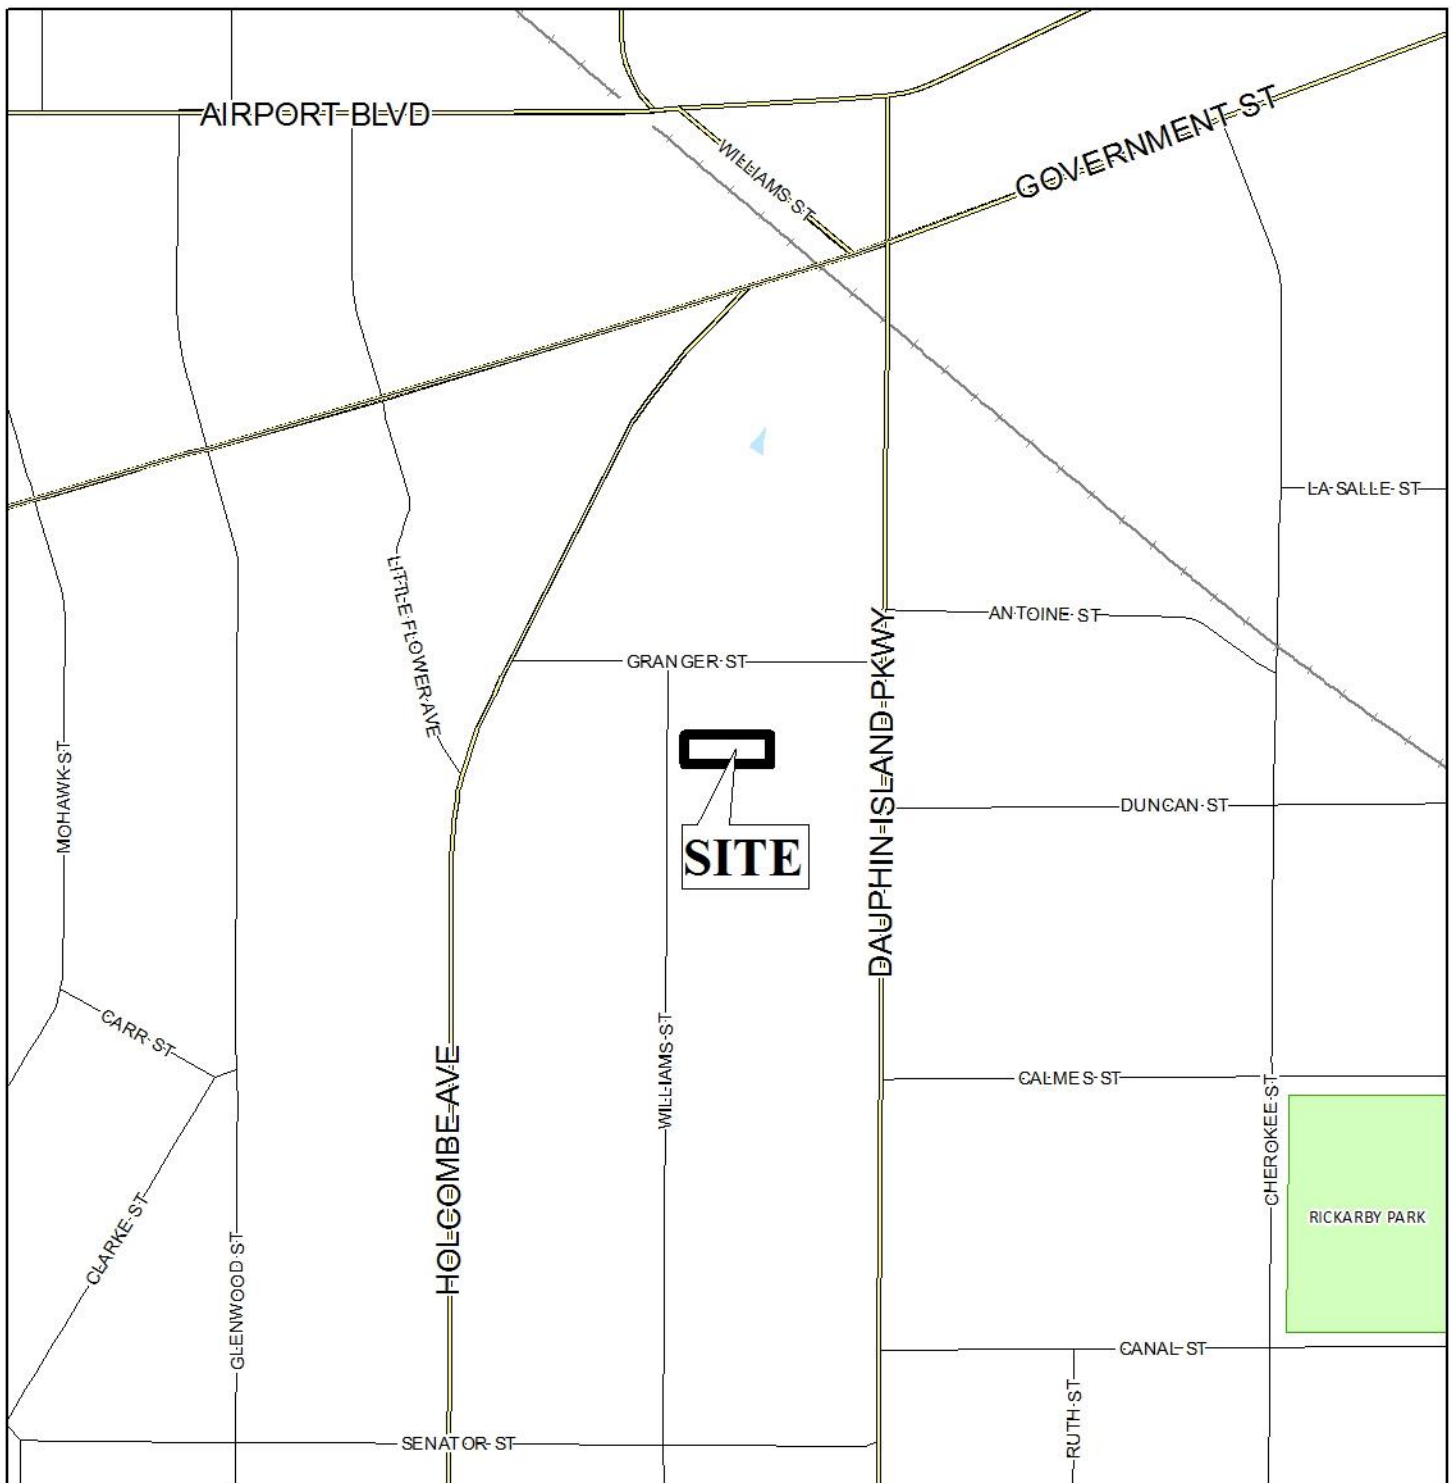 AIRPORT BLVD
WILLIAMS ST
GOVERNMENT ST
LA SALLE ST
LITTLE FLOWER AVE
ANTOINE ST
GRANGER ST
DAUPHIN ISLAND PKWY
MOHAWK ST
DUNCAN ST
SITE
CARR ST
WILLIAMS ST
HOLCOMBE AVE
CALMES ST
CHEROKEE ST
CLARKE ST
RICKARBY PARK
GLENWOOD ST
CANAL ST
RUTH ST
SENATOR ST